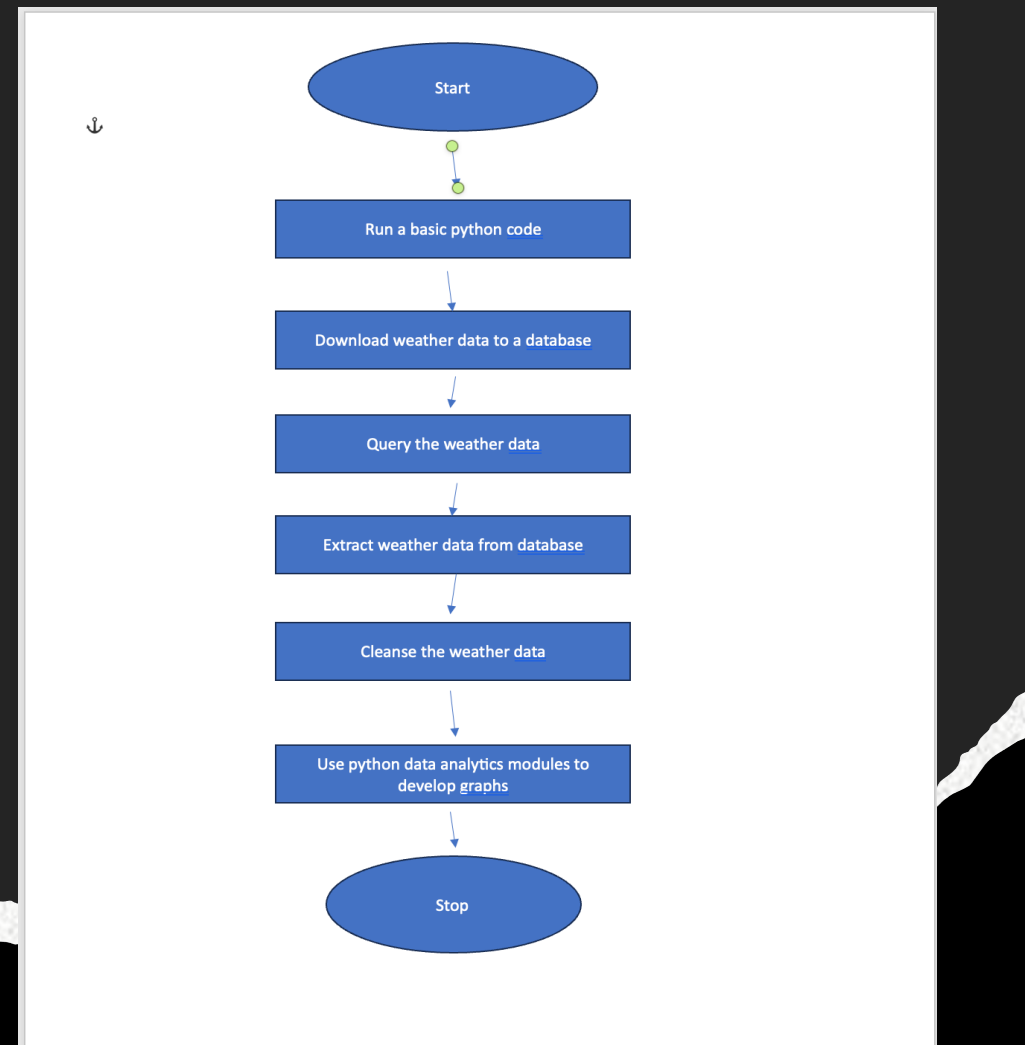 Start
Run a basic python code
Download weather data to a database
Query the weather data
Extract weather data from database
Cleanse the weather data
Use python data analytics modules to
develop graphs
Stop